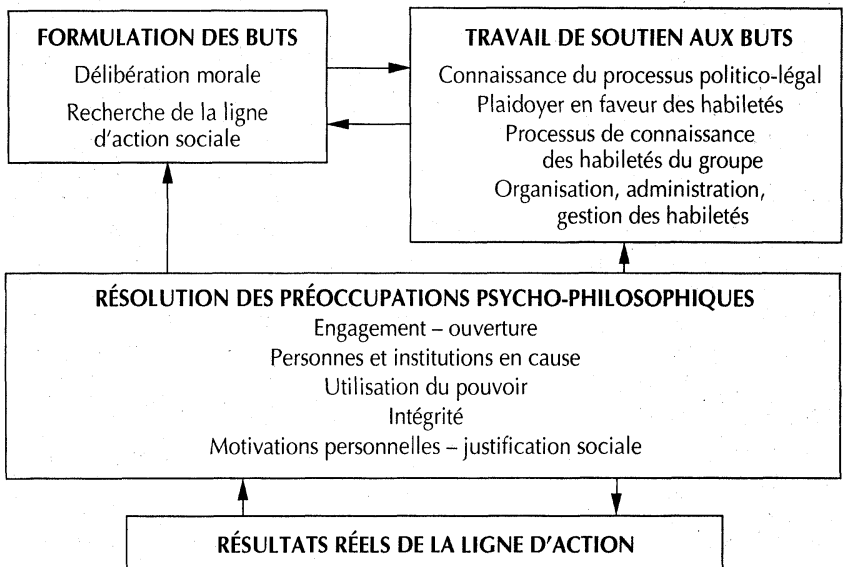 FORMULATION DES BUTS
Délibération morale
Recherche de la ligne
d'action sociale
TRAVAIL DE SOUTIEN AUX BUTS
Connaissance du processus politico-légal
Plaidoyer en faveur des habiletés
Processus de connaissance
des habiletés du groupe
Organisation, administration,
gestion des habiletés
RÉSOLUTION DES PRÉOCCUPATIONS PSYCHO-PHILOSOPHIQUES
Engagement – ouverture
Personnes et institutions en cause
Utilisation du pouvoir
Intégrité
Motivations personnelles – justification sociale
RÉSULTATS RÉELS DE LA LIGNE D'ACTION